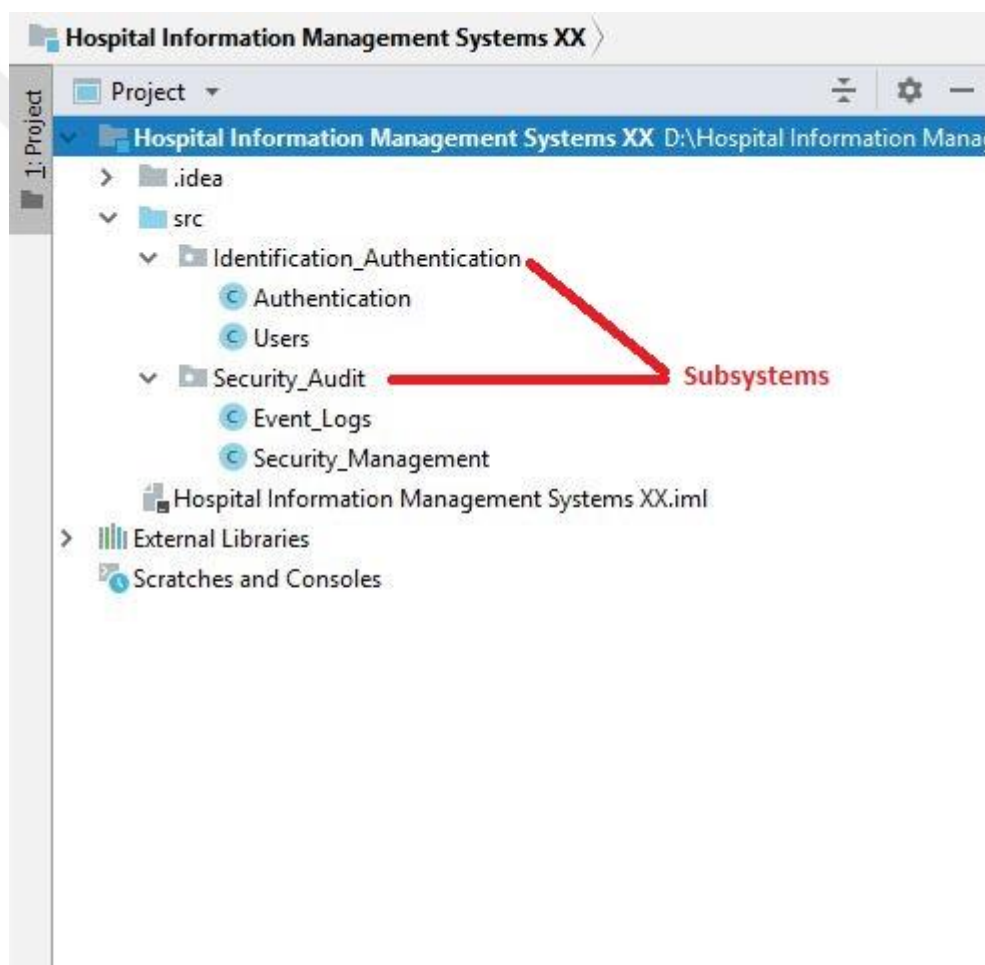 Hospital Information Management Systems XX
1: Project
Project
Hospital Information Management Systems XX D:\Hospital Information Mana
.idea
src
Identification_Authentication
Authentication
Users
Security_Audit
Subsystems
Event_Logs
Security_Management
Hospital Information Management Systems XX.iml
External Libraries
Scratches and Consoles